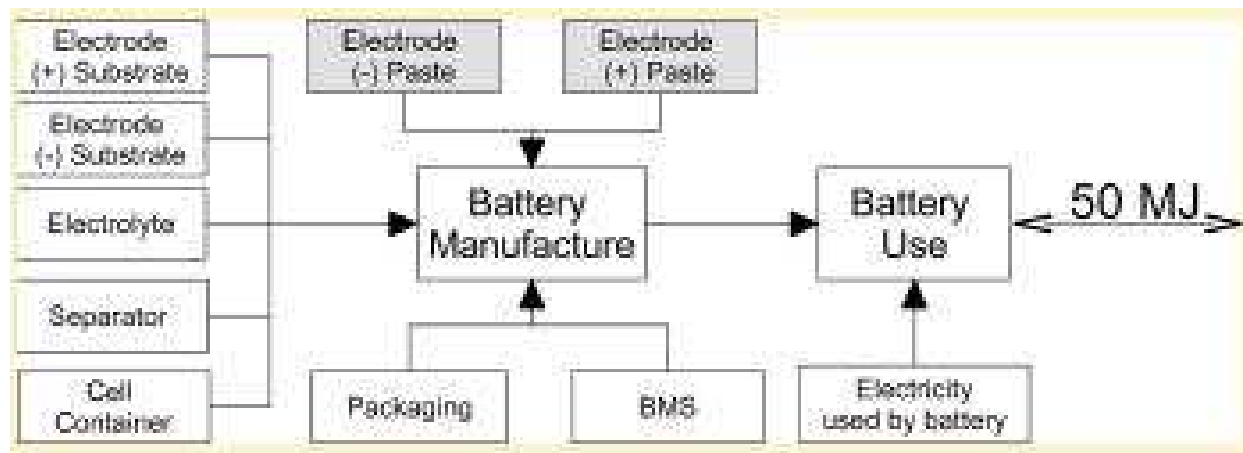 Electrode
(+) Substrate
Electrode
(-) Paste
Electrode
(+) Paste
Electrode
(-) Substrate
Electrolyte
Separator
Cell
Container
Battery
Manufacture
Battery
Use
50 MJ
Packaging
BMS
Electricity
used by battery